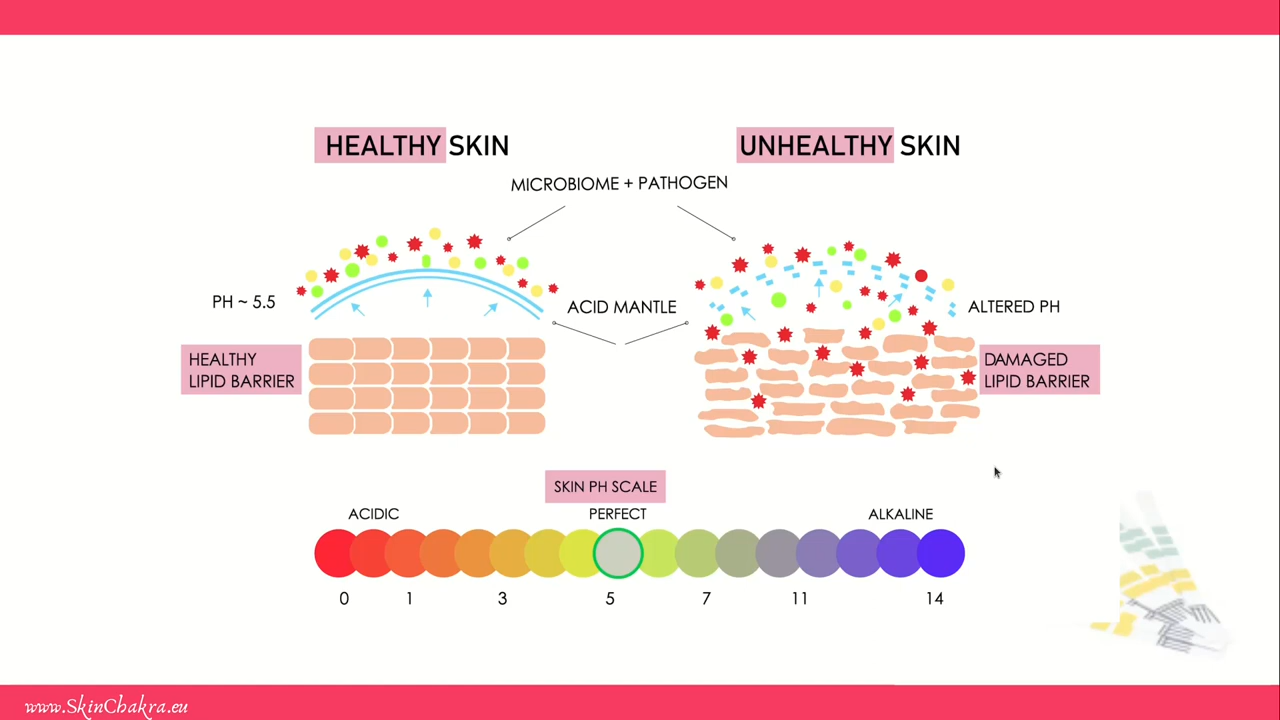 HEALTHY SKIN
UNHEALTHY SKIN
MICROBIOME + PATHOGEN
PH ~ 5.5
ACID MANTLE
ALTERED PH
HEALTHY
LIPID BARRIER
DAMAGED
LIPID BARRIER
SKIN PH SCALE
ACIDIC
PERFECT
ALKALINE
0 1 3 5 7 11 14
www.SkinChakra.eu